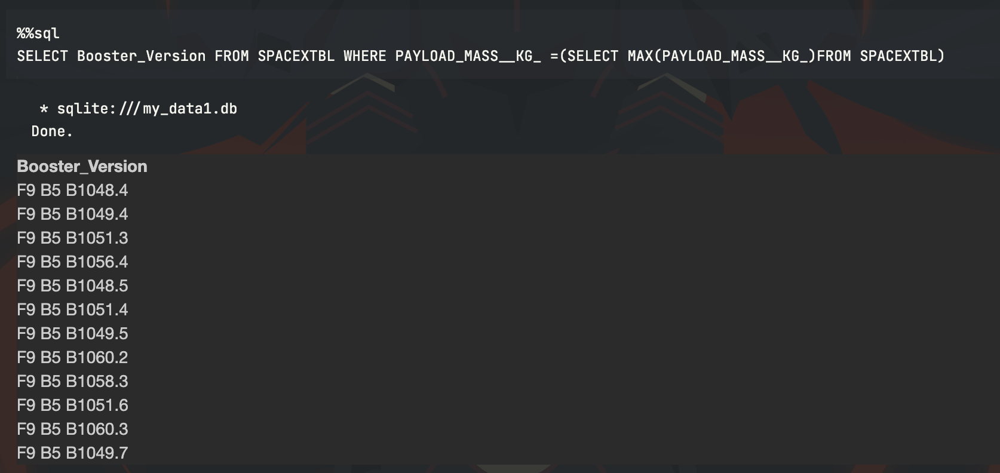 %%sql
SELECT Booster_Version FROM SPACEXTBL WHERE PAYLOAD_MASS__KG_ =(SELECT MAX(PAYLOAD_MASS__KG_)FROM SPACEXTBL)
* sqlite:///my_data1.db
Done.
Booster_Version
F9 B5 B1048.4
F9 B5 B1049.4
F9 B5 B1051.3
F9 B5 B1056.4
F9 B5 B1048.5
F9 B5 B1051.4
F9 B5 B1049.5
F9 B5 B1060.2
F9 B5 B1058.3
F9 B5 B1051.6
F9 B5 B1060.3
F9 B5 B1049.7